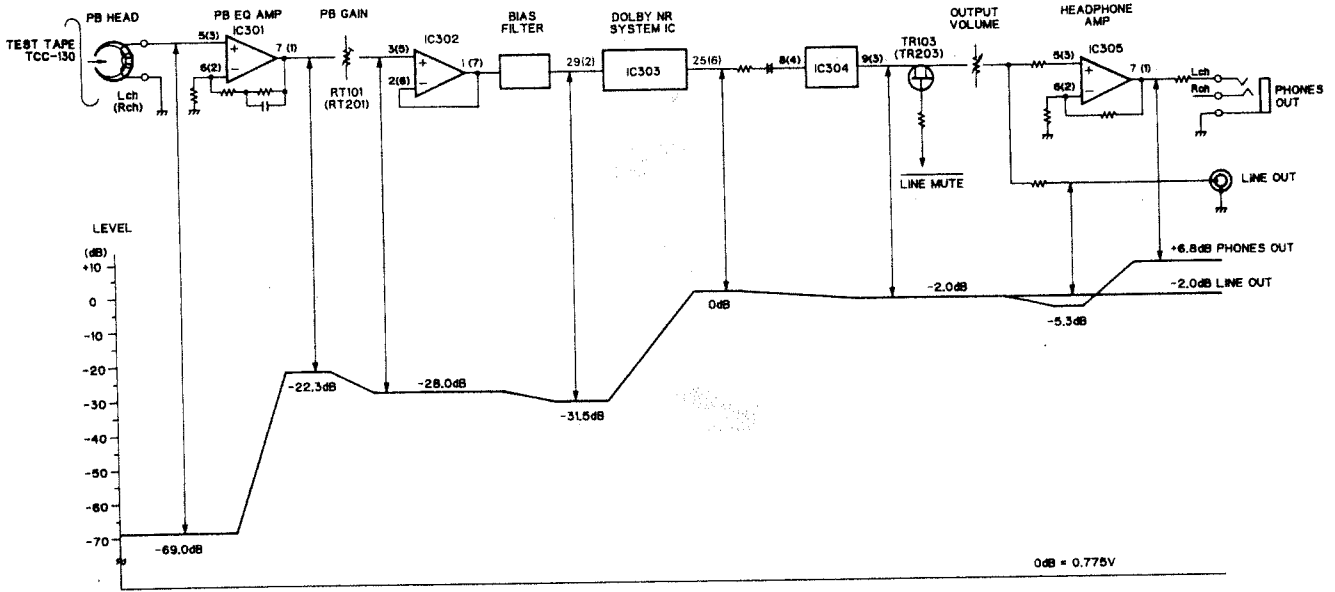 PB HEAD
PB EQ AMP
IC301
PB GAIN
BIAS
FILTER
DOLBY NR
SYSTEM IC
OUTPUT
VOLUME
HEADPHONE
AMP
TEST TAPE
TCC-130
5(3)
7 (1)
6(2)
Lch
(Rch)
RT101
(RT201)
3(5)
IC302
1 (7)
2(6)
29(2)
IC303
25(6)
8(4)
IC304
9(3)
TR103
(TR203)
LINE MUTE
5(3)
IC305
7 (1)
6(2)
Lch
Rch
PHONES
OUT
LINE OUT
LEVEL
(dB)
+10
0
-10
-20
-30
-40
-50
-60
-70
-69.0dB
-22.3dB
-28.0dB
-31.5dB
0dB
-2.0dB
-5.3dB
+6.8dB PHONES OUT
-2.0dB LINE OUT
0dB = 0.775V